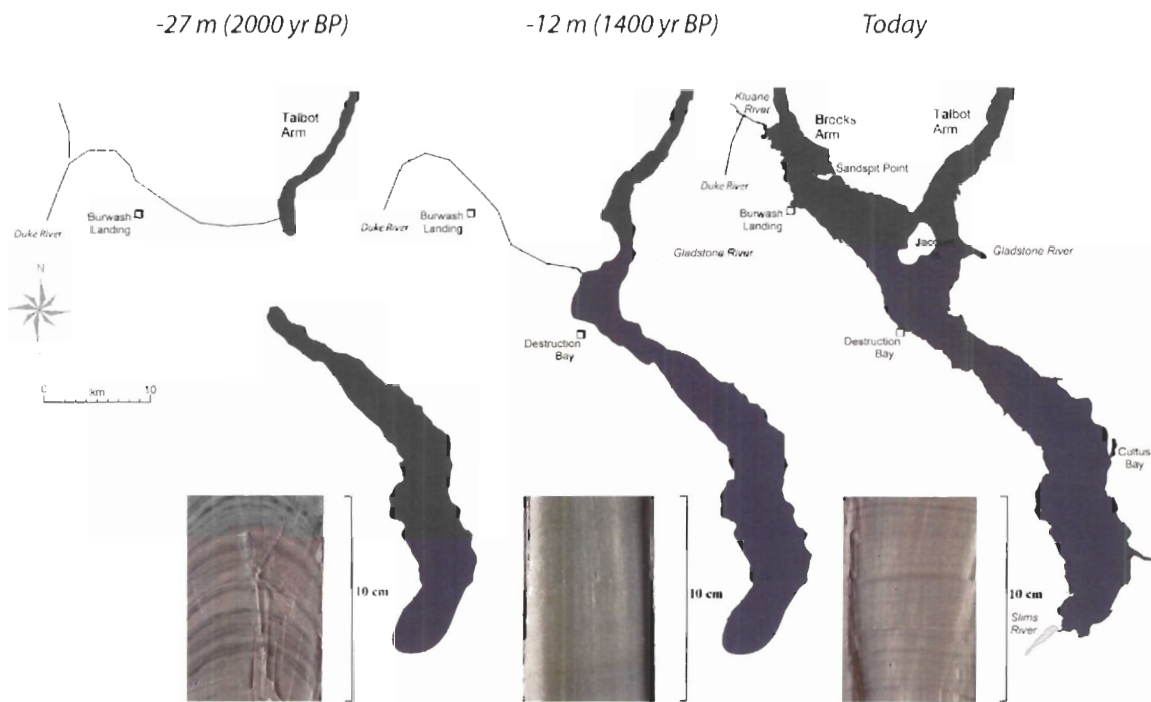 -27 m (2000 yr BP)
-12 m (1400 yr BP)
Today
Talbot
Arm
Burwash
Landing
Duke River
N
0
km
10
10 cm
Burwash
Landing
Duke River
Gladstone River
Destruction
Bay
10 cm
Kluane
River
Brooks
Arm
Talbot
Arm
Sandspit Point
Duke River
Burwash
Landing
Gladstone River
Destruction
Bay
Cultus
Bay
Slims
River
10 cm